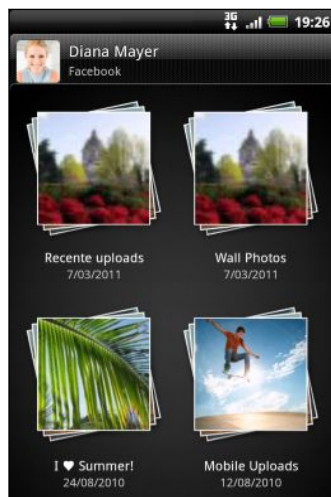 3G 19:26
Diana Mayer
Facebook
Recente uploads
7/03/2011
Wall Photos
7/03/2011
I ♥ Summer!
24/08/2010
Mobile Uploads
12/08/2010